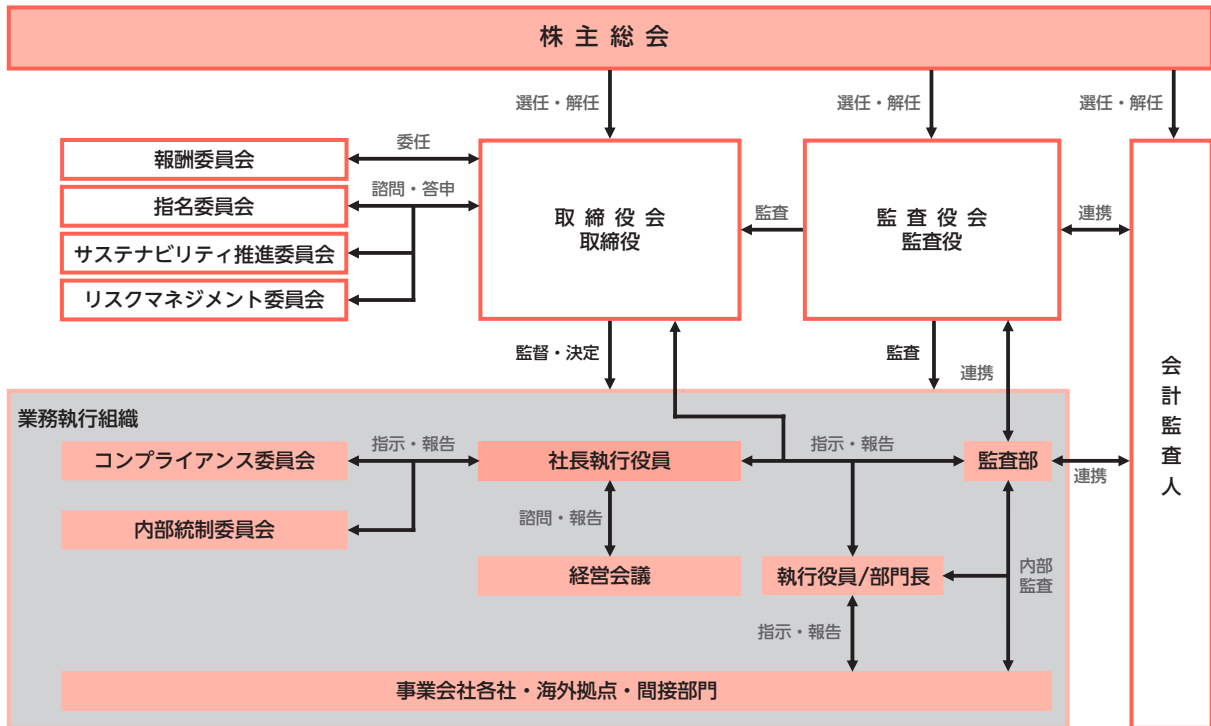 株主総会
選任・解任
選任・解任
選任・解任
報酬委員会
委任
指名委員会
諮問・答申
サステナビリティ推進委員会
リスクマネジメント委員会
取締役会
取締役
監査
監査役会
監査役
連携
会計監査人
監督・決定
監査
連携
業務執行組織
コンプライアンス委員会
指示・報告
社長執行役員
指示・報告
監査部
連携
内部統制委員会
諮問・報告
経営会議
執行役員/部門長
内部
監査
指示・報告
事業会社各社・海外拠点・間接部門